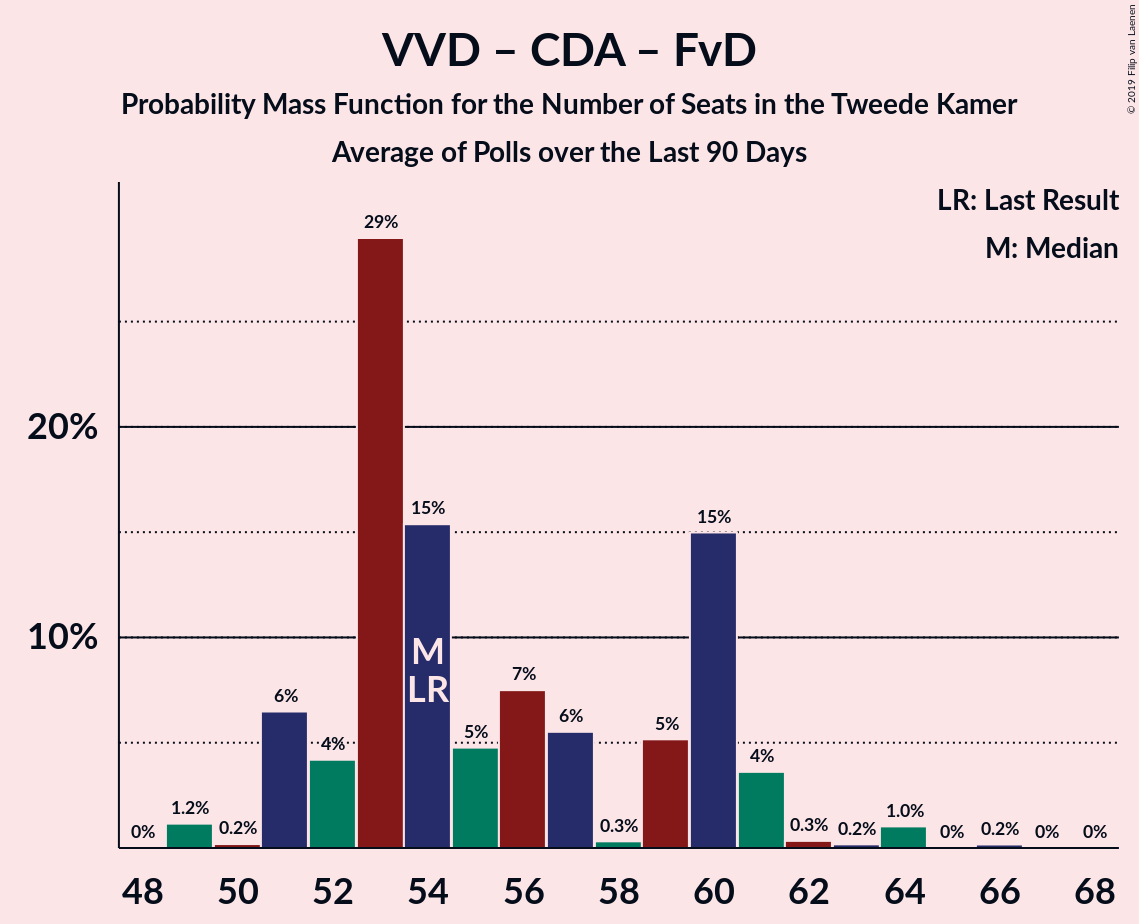 VVD – CDA – FvD
Probability Mass Function for the Number of Seats in the Tweede Kamer
Average of Polls over the Last 90 Days
© 2019 Filip van Laenen
LR: Last Result
M: Median
20%
10%
0%
1.2%
0.2%
6%
4%
29%
15%
5%
7%
6%
0.3%
5%
15%
4%
0.3%
0.2%
1.0%
0%
0.2%
0%
0%
M
LR
48 50 52 54 56 58 60 62 64 66 68